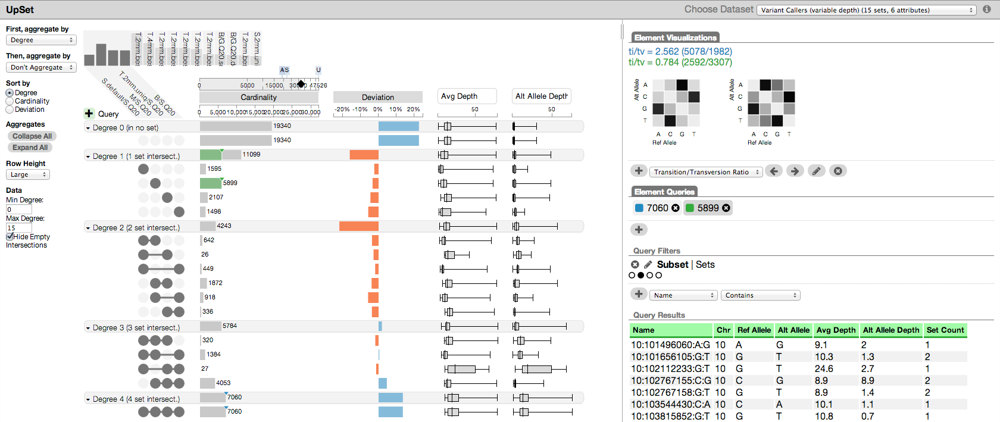 UpSet
Choose Dataset Variant Callers (variable depth) (15 sets, 6 attributes)
First, aggregate by
Degree
Then, aggregate by
Don't Aggregate
Sort by
Degree
Cardinality
Deviation
Aggregates
Collapse All
Expand All
Row Height
Large
Data
Min Degree:
0
Max Degree:
15
Hide Empty
Intersections
T.2mm.bes
T.4mm.bes
T.2mm.bes
T.2mm.bes
T.2mm.bes
T.2mm.bes
T.2mm.bes
B/G.Q20.s
B/G.Q20.d
T.2mm.bes
S.2mm.uni
S.default/S.Q20
M/S.Q20
T.2mm.uniq/S.Q20
B/S.Q20
Query
A S U
0 5000 15000 30000 47526
Cardinality
0 5,000 10,000 15,000 20,000 25,000 30,000
Deviation
-20% -10% 0% 10% 20%
Avg Depth
50
Alt Allele Depth
50
Degree 0 (in no set) 19340
19340
Degree 1 (1 set intersect.) 11099
1595
5899
2107
1498
Degree 2 (2 set intersect.) 4243
642
26
449
1872
918
336
Degree 3 (3 set intersect.) 5784
320
1384
27
4053
Degree 4 (4 set intersect.) 7060
7060
Element Visualizations
ti/tv = 2.562 (5078/1982)
ti/tv = 0.784 (2592/3307)
Alt Allele
A
C
G
T
A C G T
Ref Allele
Alt Allele
A
C
G
T
A C G T
Ref Allele
Transition/Transversion Ratio
Element Queries
7060 5899
Query Filters
Subset | Sets
Name Contains
Query Results
Name Chr Ref Allele Alt Allele Avg Depth Alt Allele Depth Set Count
10:101496060:A:G 10 A G 9.1 2 1
10:101656105:G:T 10 G T 10.3 1.3 2
10:102112233:G:T 10 G T 24.6 2.7 1
10:102767155:C:G 10 C G 8.9 8.9 2
10:102767158:G:T 10 G T 8.9 1.4 2
10:103544430:C:A 10 C A 10.1 1.1 1
10:103815852:G:T 10 G T 10.8 0.7 1